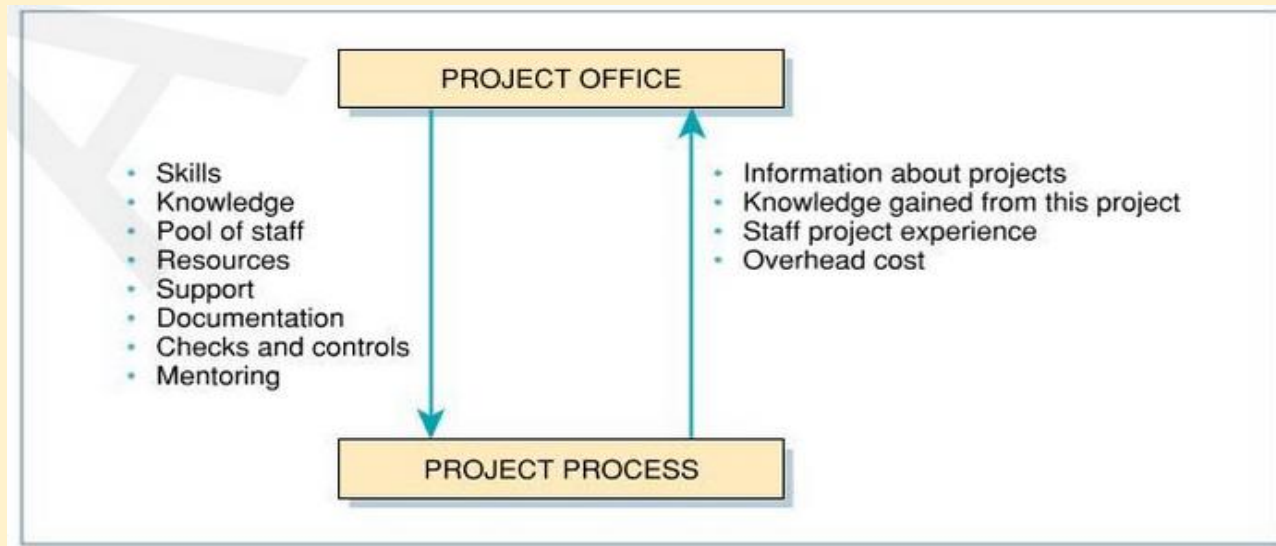 PROJECT OFFICE
• Skills
• Knowledge
• Pool of staff
• Resources
• Support
• Documentation
• Checks and controls
• Mentoring
• Information about projects
• Knowledge gained from this project
• Staff project experience
• Overhead cost
PROJECT PROCESS